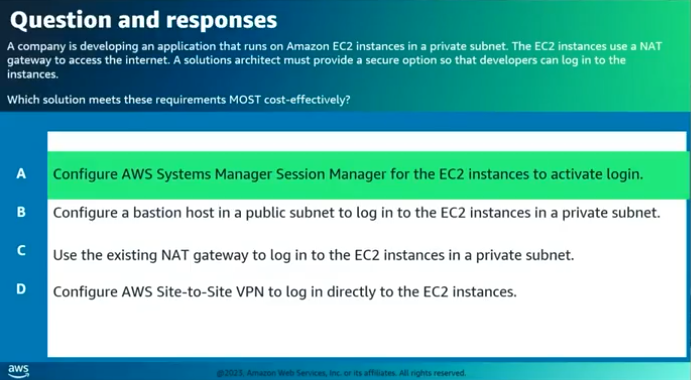 Question and responses
A company is developing an application that runs on Amazon EC2 instances in a private subnet. The EC2 instances use a NAT
gateway to access the internet. A solutions architect must provide a secure option so that developers can log in to the
instances.
Which solution meets these requirements MOST cost-effectively?
A Configure AWS Systems Manager Session Manager for the EC2 instances to activate login.
B Configure a bastion host in a public subnet to log in to the EC2 instances in a private subnet.
C Use the existing NAT gateway to log in to the EC2 instances in a private subnet.
D Configure AWS Site-to-Site VPN to log in directly to the EC2 instances.
aws
@2023, Amazon Web Services, Inc. or its affiliates. All rights reserved.